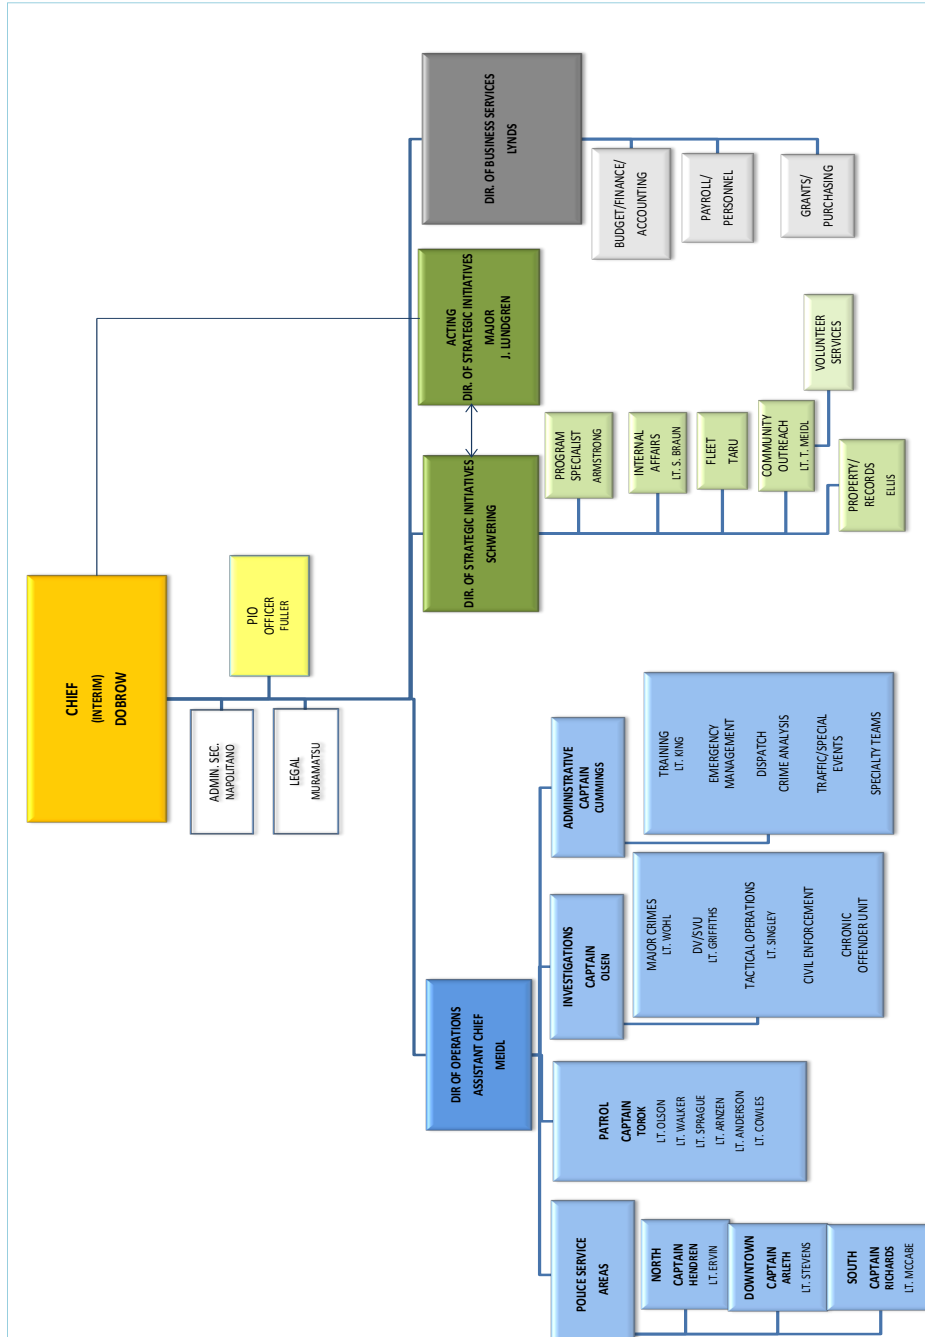 CHIEF
(INTERIM)
DOBROW
ADMIN. SEC.
NAPOLITANO
PIO
OFFICER
FULLER
LEGAL
MURAMATSU
DIR OF OPERATIONS
ASSISTANT CHIEF
MEIDL
DIR. OF STRATEGIC INITIATIVES
SCHWERING
ACTING
DIR. OF STRATEGIC INITIATIVES
MAJOR
J. LUNDGREN
DIR. OF BUSINESS SERVICES
LYNDS
POLICE SERVICE
AREAS
NORTH
CAPTAIN
HENDREN
LT. ERVIN
DOWNTOWN
CAPTAIN
ARLETH
LT. STEVENS
SOUTH
CAPTAIN
RICHARDS
LT. MCCABE
PATROL
CAPTAIN
TOROK
LT. OLSON
LT. WALKER
LT. SPRAGUE
LT. ARNZEN
LT. ANDERSON
LT. COWLES
INVESTIGATIONS
CAPTAIN
OLSEN
MAJOR CRIMES
LT. WOHL
DV/SVU
LT. GRIFFITHS
TACTICAL OPERATIONS
LT. SINGLEY
CIVIL ENFORCEMENT
CHRONIC
OFFENDER UNIT
ADMINISTRATIVE
CAPTAIN
CUMMINGS
TRAINING
LT. KING
EMERGENCY
MANAGEMENT
DISPATCH
CRIME ANALYSIS
TRAFFIC/SPECIAL
EVENTS
SPECIALTY TEAMS
PROGRAM
SPECIALIST
ARMSTRONG
INTERNAL
AFFAIRS
LT. S. BRAUN
FLEET
TARU
COMMUNITY
OUTREACH
LT. T. MEIDL
VOLUNTEER
SERVICES
PROPERTY/
RECORDS
ELLIS
BUDGET/FINANCE/
ACCOUNTING
PAYROLL/
PERSONNEL
GRANTS/
PURCHASING